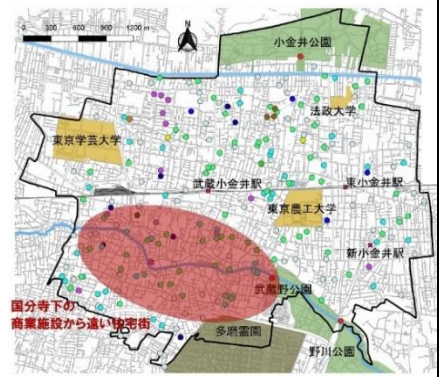 0 300 600 900 1200 m
小金井公園
法政大学
東京学芸大学
武蔵小金井駅
東小金井駅
東京農工大学
新小金井駅
武蔵野公園
国分寺下の
商業施設から遠い住宅街
多磨霊園
野川公園